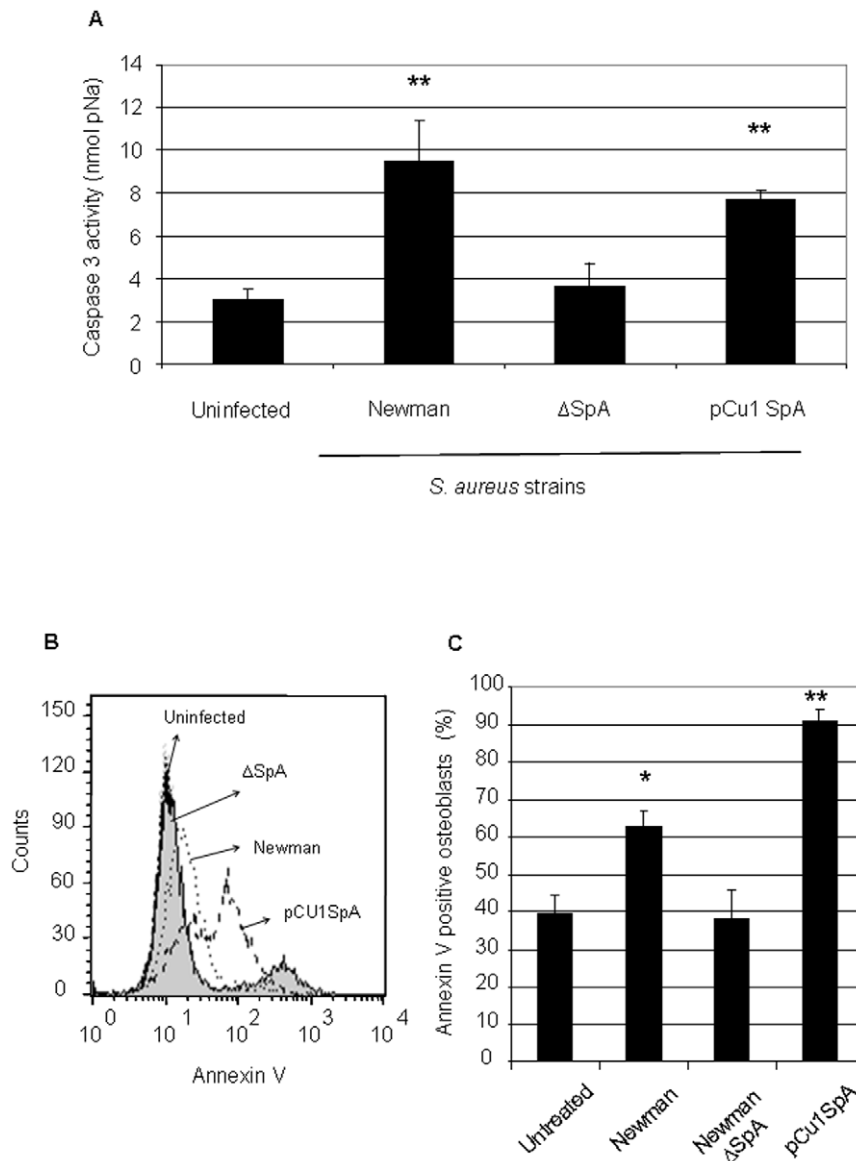 A
Caspase 3 activity (nmol pNa)
14
12
10
8
6
4
2
0
**
**
Uninfected
Newman
ΔSpA
pCu1 SpA
S. aureus strains
B
Counts
150
120
90
60
30
0
Uninfected
ΔSpA
Newman
pCU1SpA
10^0
10^1
10^2
10^3
10^4
Annexin V
C
Annexin V positive osteoblasts (%)
100
90
80
70
60
50
40
30
20
10
0
*
**
Untreated
Newman
Newman
ΔSpA
pCu1SpA